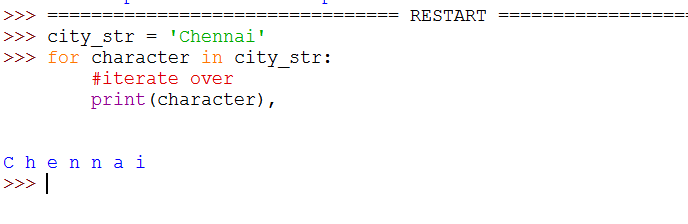 >>> ================================ RESTART ==================
>>> city_str = 'Chennai'
>>> for character in city_str:
        #iterate over
        print(character),
C h e n n a i
>>>